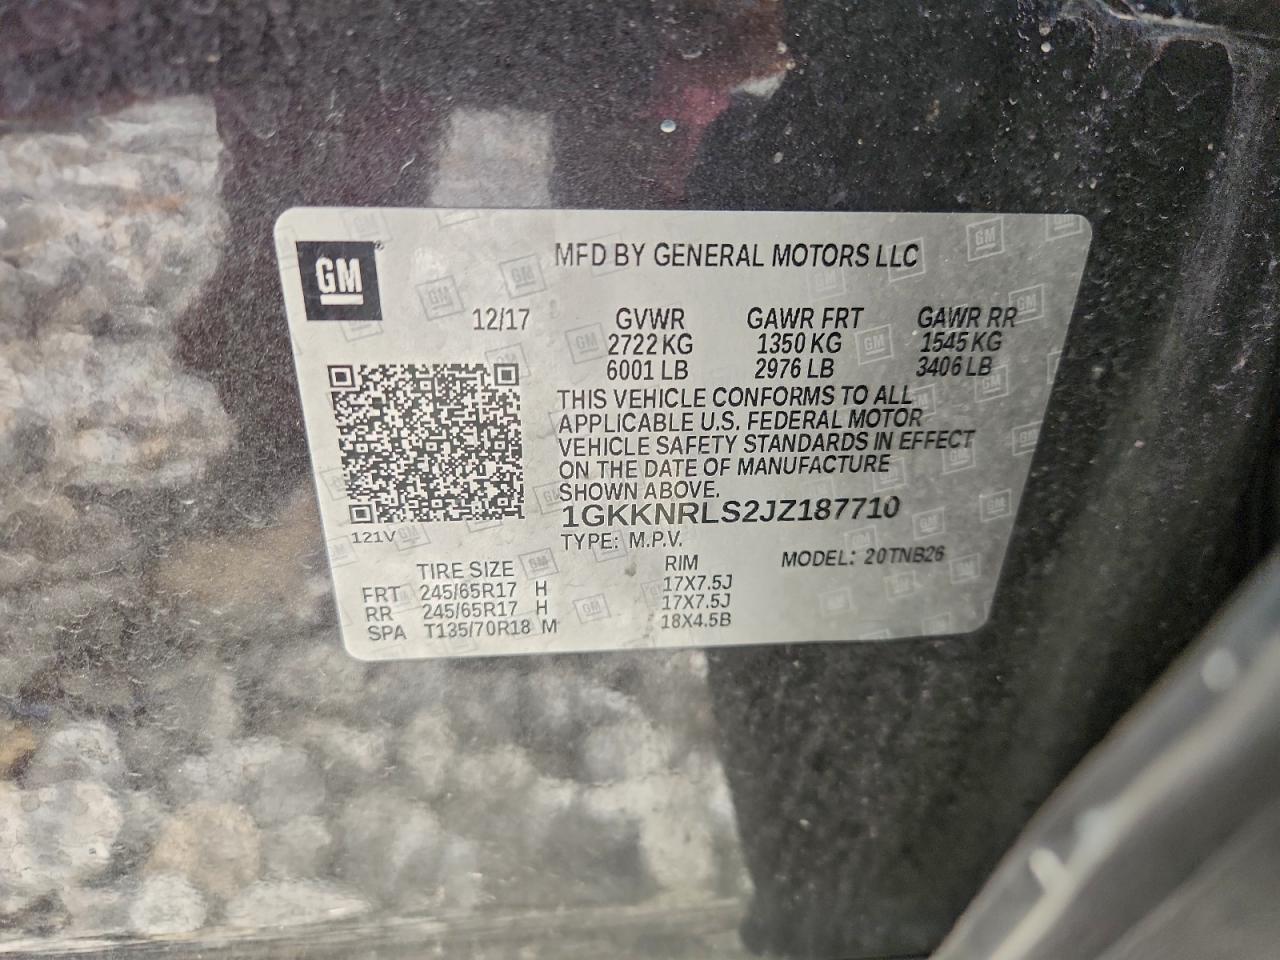 GM
MFD BY GENERAL MOTORS LLC
12/17 GVWR GAWR FRT GAWR RR
2722 KG 1350 KG 1545 KG
6001 LB 2976 LB 3406 LB
THIS VEHICLE CONFORMS TO ALL
APPLICABLE U.S. FEDERAL MOTOR
VEHICLE SAFETY STANDARDS IN EFFECT
ON THE DATE OF MANUFACTURE
SHOWN ABOVE.
1GKKNRLS2JZ187710
121V
TYPE: M.P.V. MODEL: 20TNB26
TIRE SIZE RIM
FRT 245/65R17 H 17X7.5J
RR 245/65R17 H 17X7.5J
SPA T135/70R18 M 18X4.5B